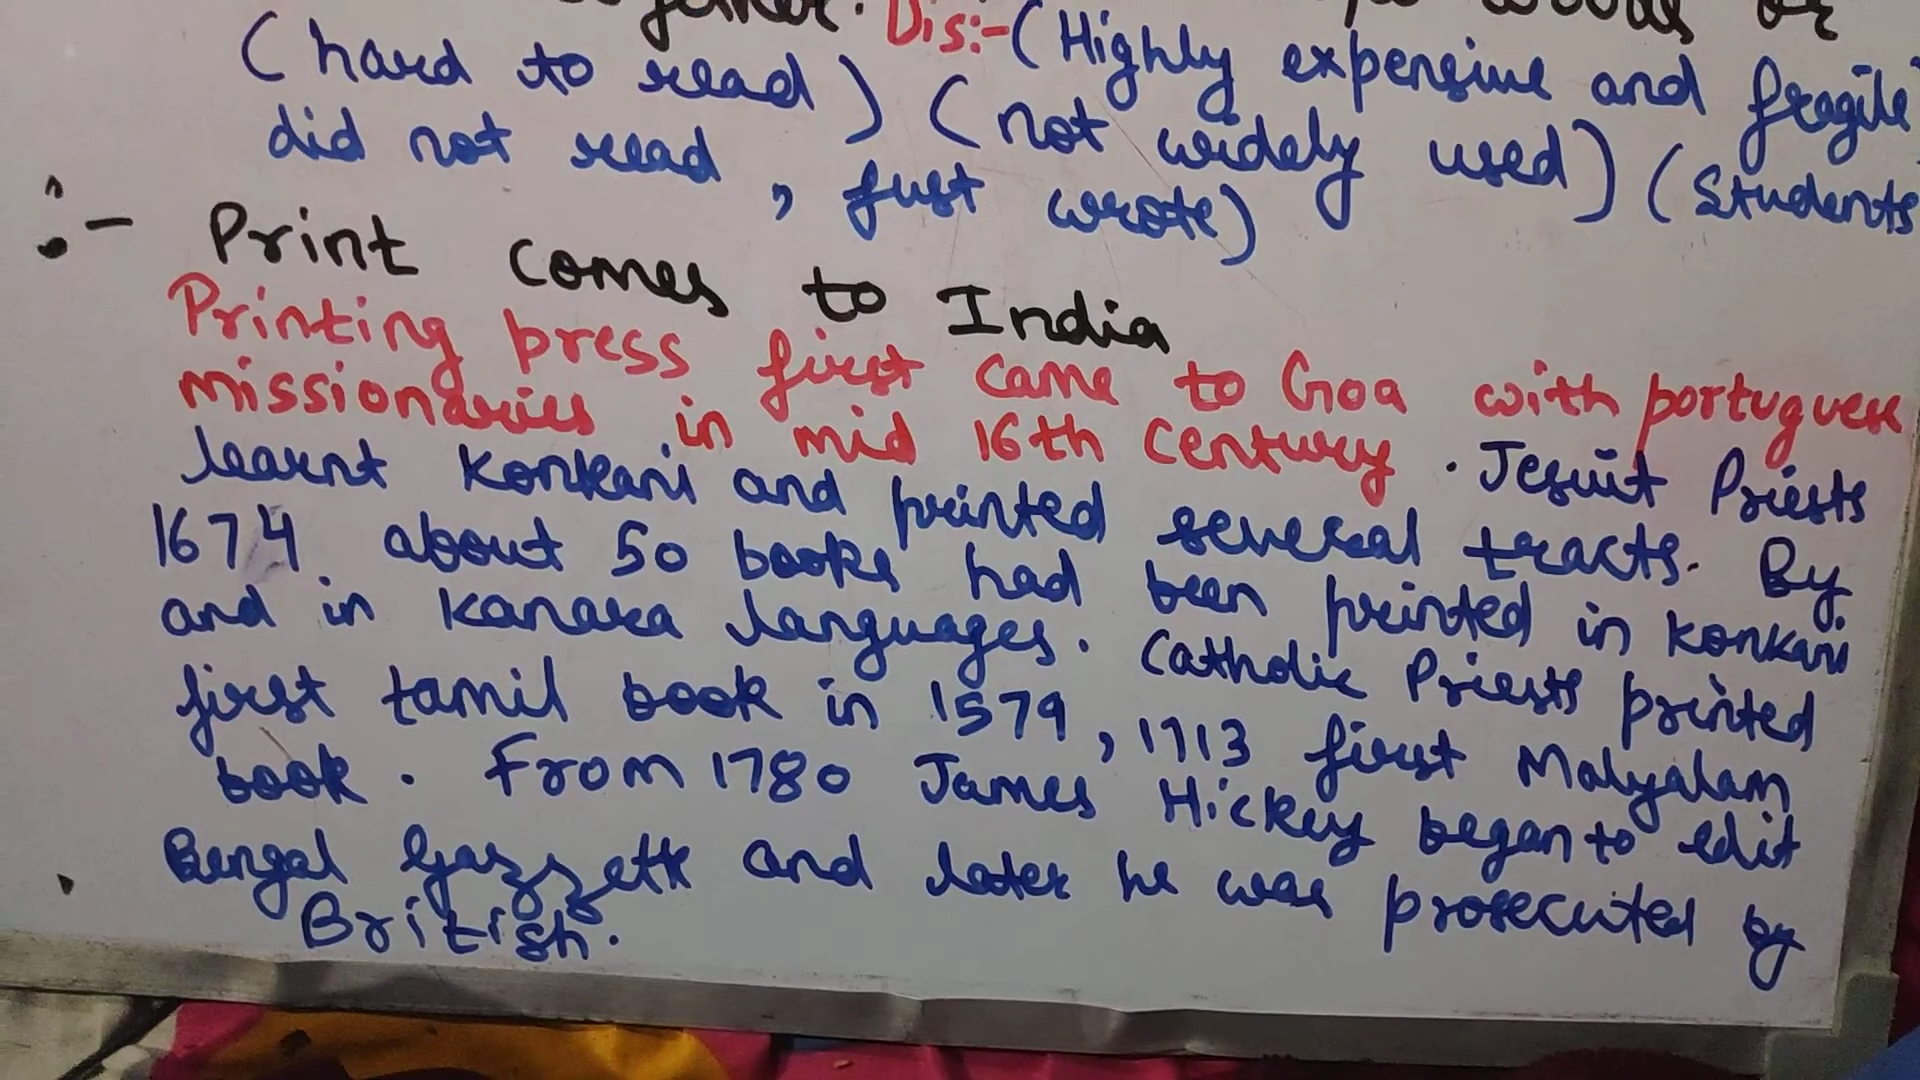 Dis:- (Highly expensive and fragile
(hard to read) (not widely used) (Students
did not read, just wrote)
:- Print comes to India
Printing press first came to Goa with portuguese
missionaries in mid 16th century. Jesuit Priests
learnt Konkani and printed several tracts. By
1674 about 50 books had been printed in Konkani
and in Kanara languages. Catholic Priests printed
first tamil book in 1579, 1713 first Malyalam
book. From 1780 James Hickey began to edit
Bengal Gazzette and later he was prosecuted by
British.